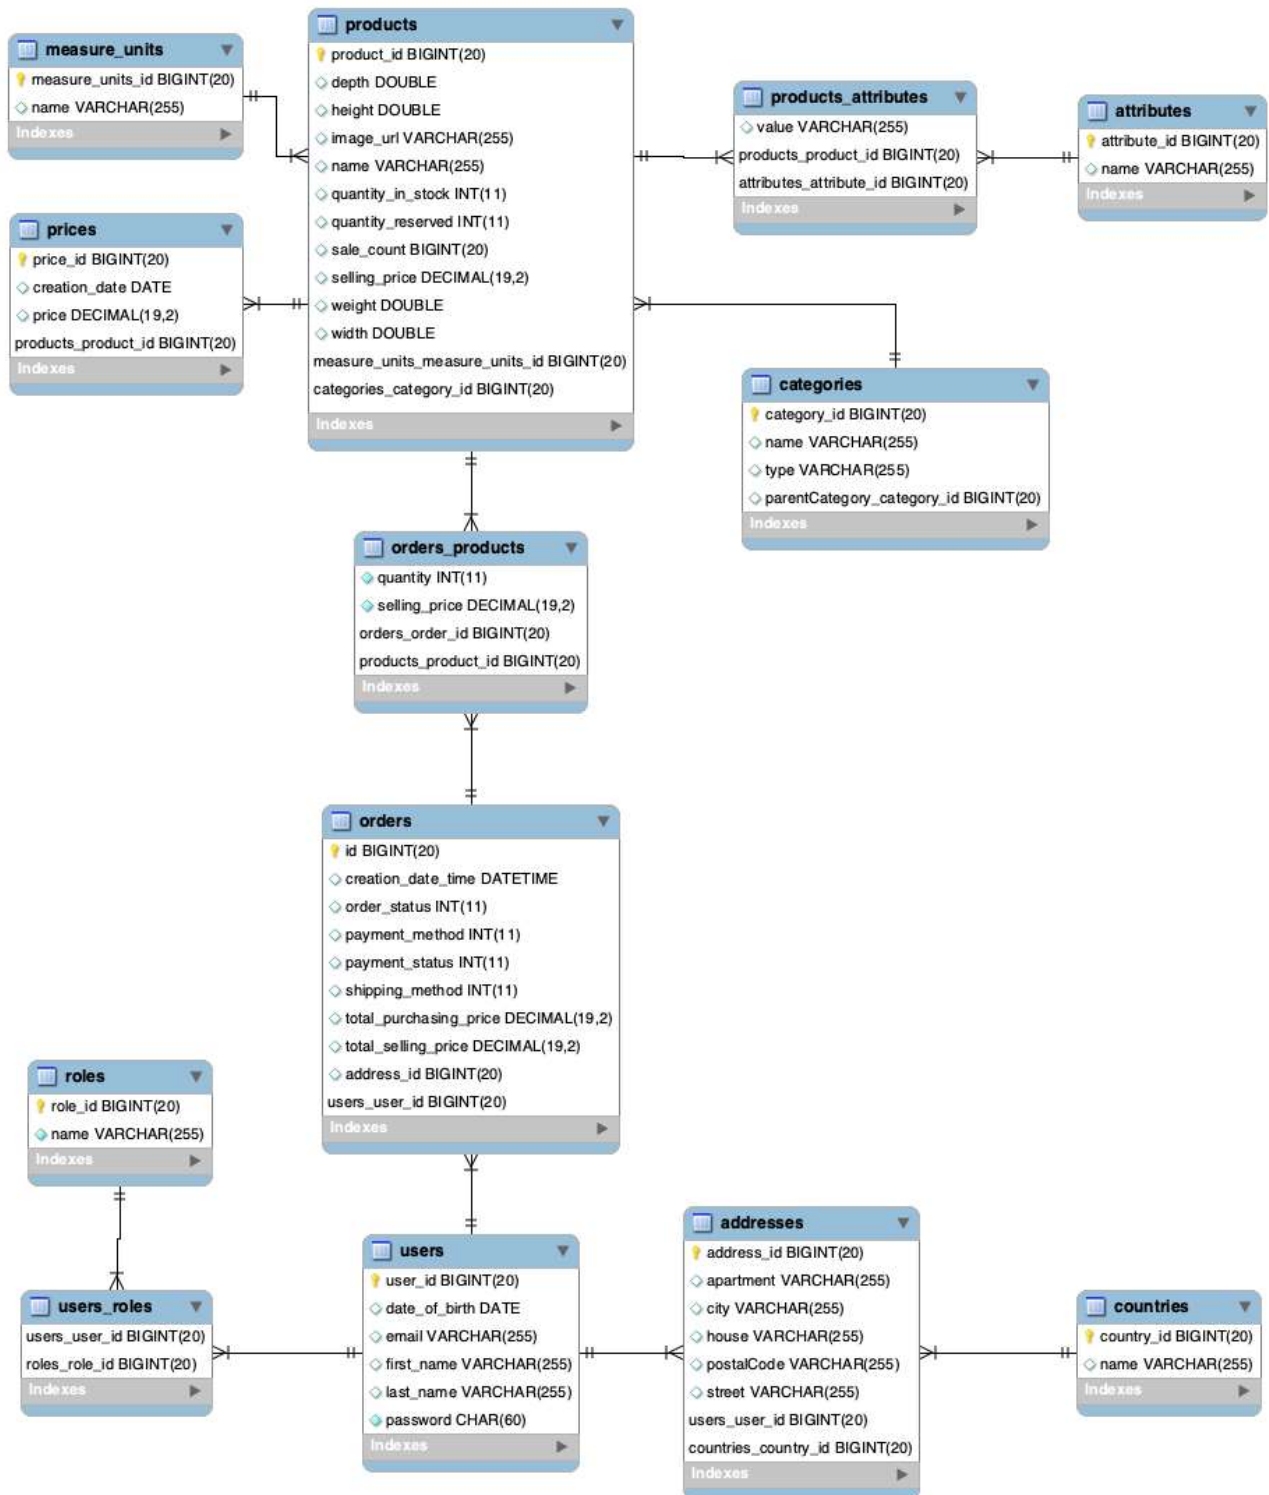 products
product_id BIGINT(20)
depth DOUBLE
height DOUBLE
image_url VARCHAR(255)
name VARCHAR(255)
quantity_in_stock INT(11)
quantity_reserved INT(11)
sale_count BIGINT(20)
selling_price DECIMAL(19,2)
weight DOUBLE
width DOUBLE
measure_units_measure_units_id BIGINT(20)
categories_category_id BIGINT(20)
Indexes
measure_units
measure_units_id BIGINT(20)
name VARCHAR(255)
Indexes
prices
price_id BIGINT(20)
creation_date DATE
price DECIMAL(19,2)
products_product_id BIGINT(20)
Indexes
products_attributes
value VARCHAR(255)
products_product_id BIGINT(20)
attributes_attribute_id BIGINT(20)
Indexes
attributes
attribute_id BIGINT(20)
name VARCHAR(255)
Indexes
categories
category_id BIGINT(20)
name VARCHAR(255)
type VARCHAR(255)
parentCategory_category_id BIGINT(20)
Indexes
orders_products
quantity INT(11)
selling_price DECIMAL(19,2)
orders_order_id BIGINT(20)
products_product_id BIGINT(20)
Indexes
orders
id BIGINT(20)
creation_date_time DATETIME
order_status INT(11)
payment_method INT(11)
payment_status INT(11)
shipping_method INT(11)
total_purchasing_price DECIMAL(19,2)
total_selling_price DECIMAL(19,2)
address_id BIGINT(20)
users_user_id BIGINT(20)
Indexes
roles
role_id BIGINT(20)
name VARCHAR(255)
Indexes
users_roles
users_user_id BIGINT(20)
roles_role_id BIGINT(20)
Indexes
users
user_id BIGINT(20)
date_of_birth DATE
email VARCHAR(255)
first_name VARCHAR(255)
last_name VARCHAR(255)
password CHAR(60)
Indexes
addresses
address_id BIGINT(20)
apartment VARCHAR(255)
city VARCHAR(255)
house VARCHAR(255)
postalCode VARCHAR(255)
street VARCHAR(255)
users_user_id BIGINT(20)
countries_country_id BIGINT(20)
Indexes
countries
country_id BIGINT(20)
name VARCHAR(255)
Indexes